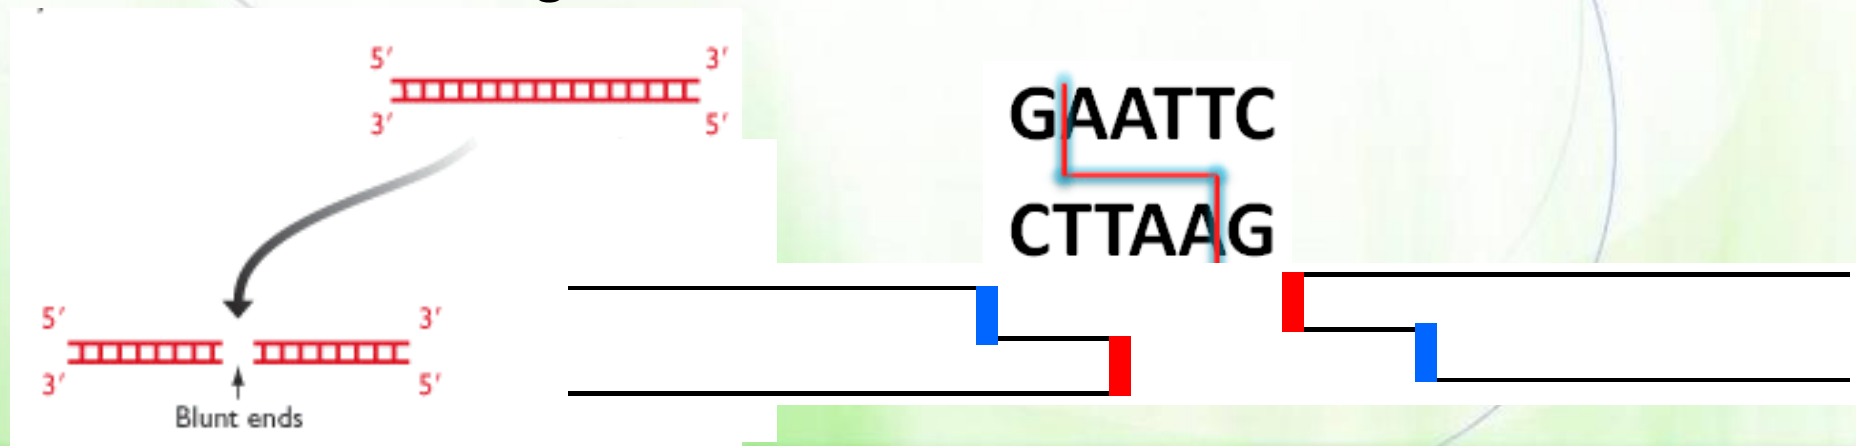 5′ 3′
3′ 5′
GAATTC
CTTAAG
5′ 3′
3′ 5′
Blunt ends